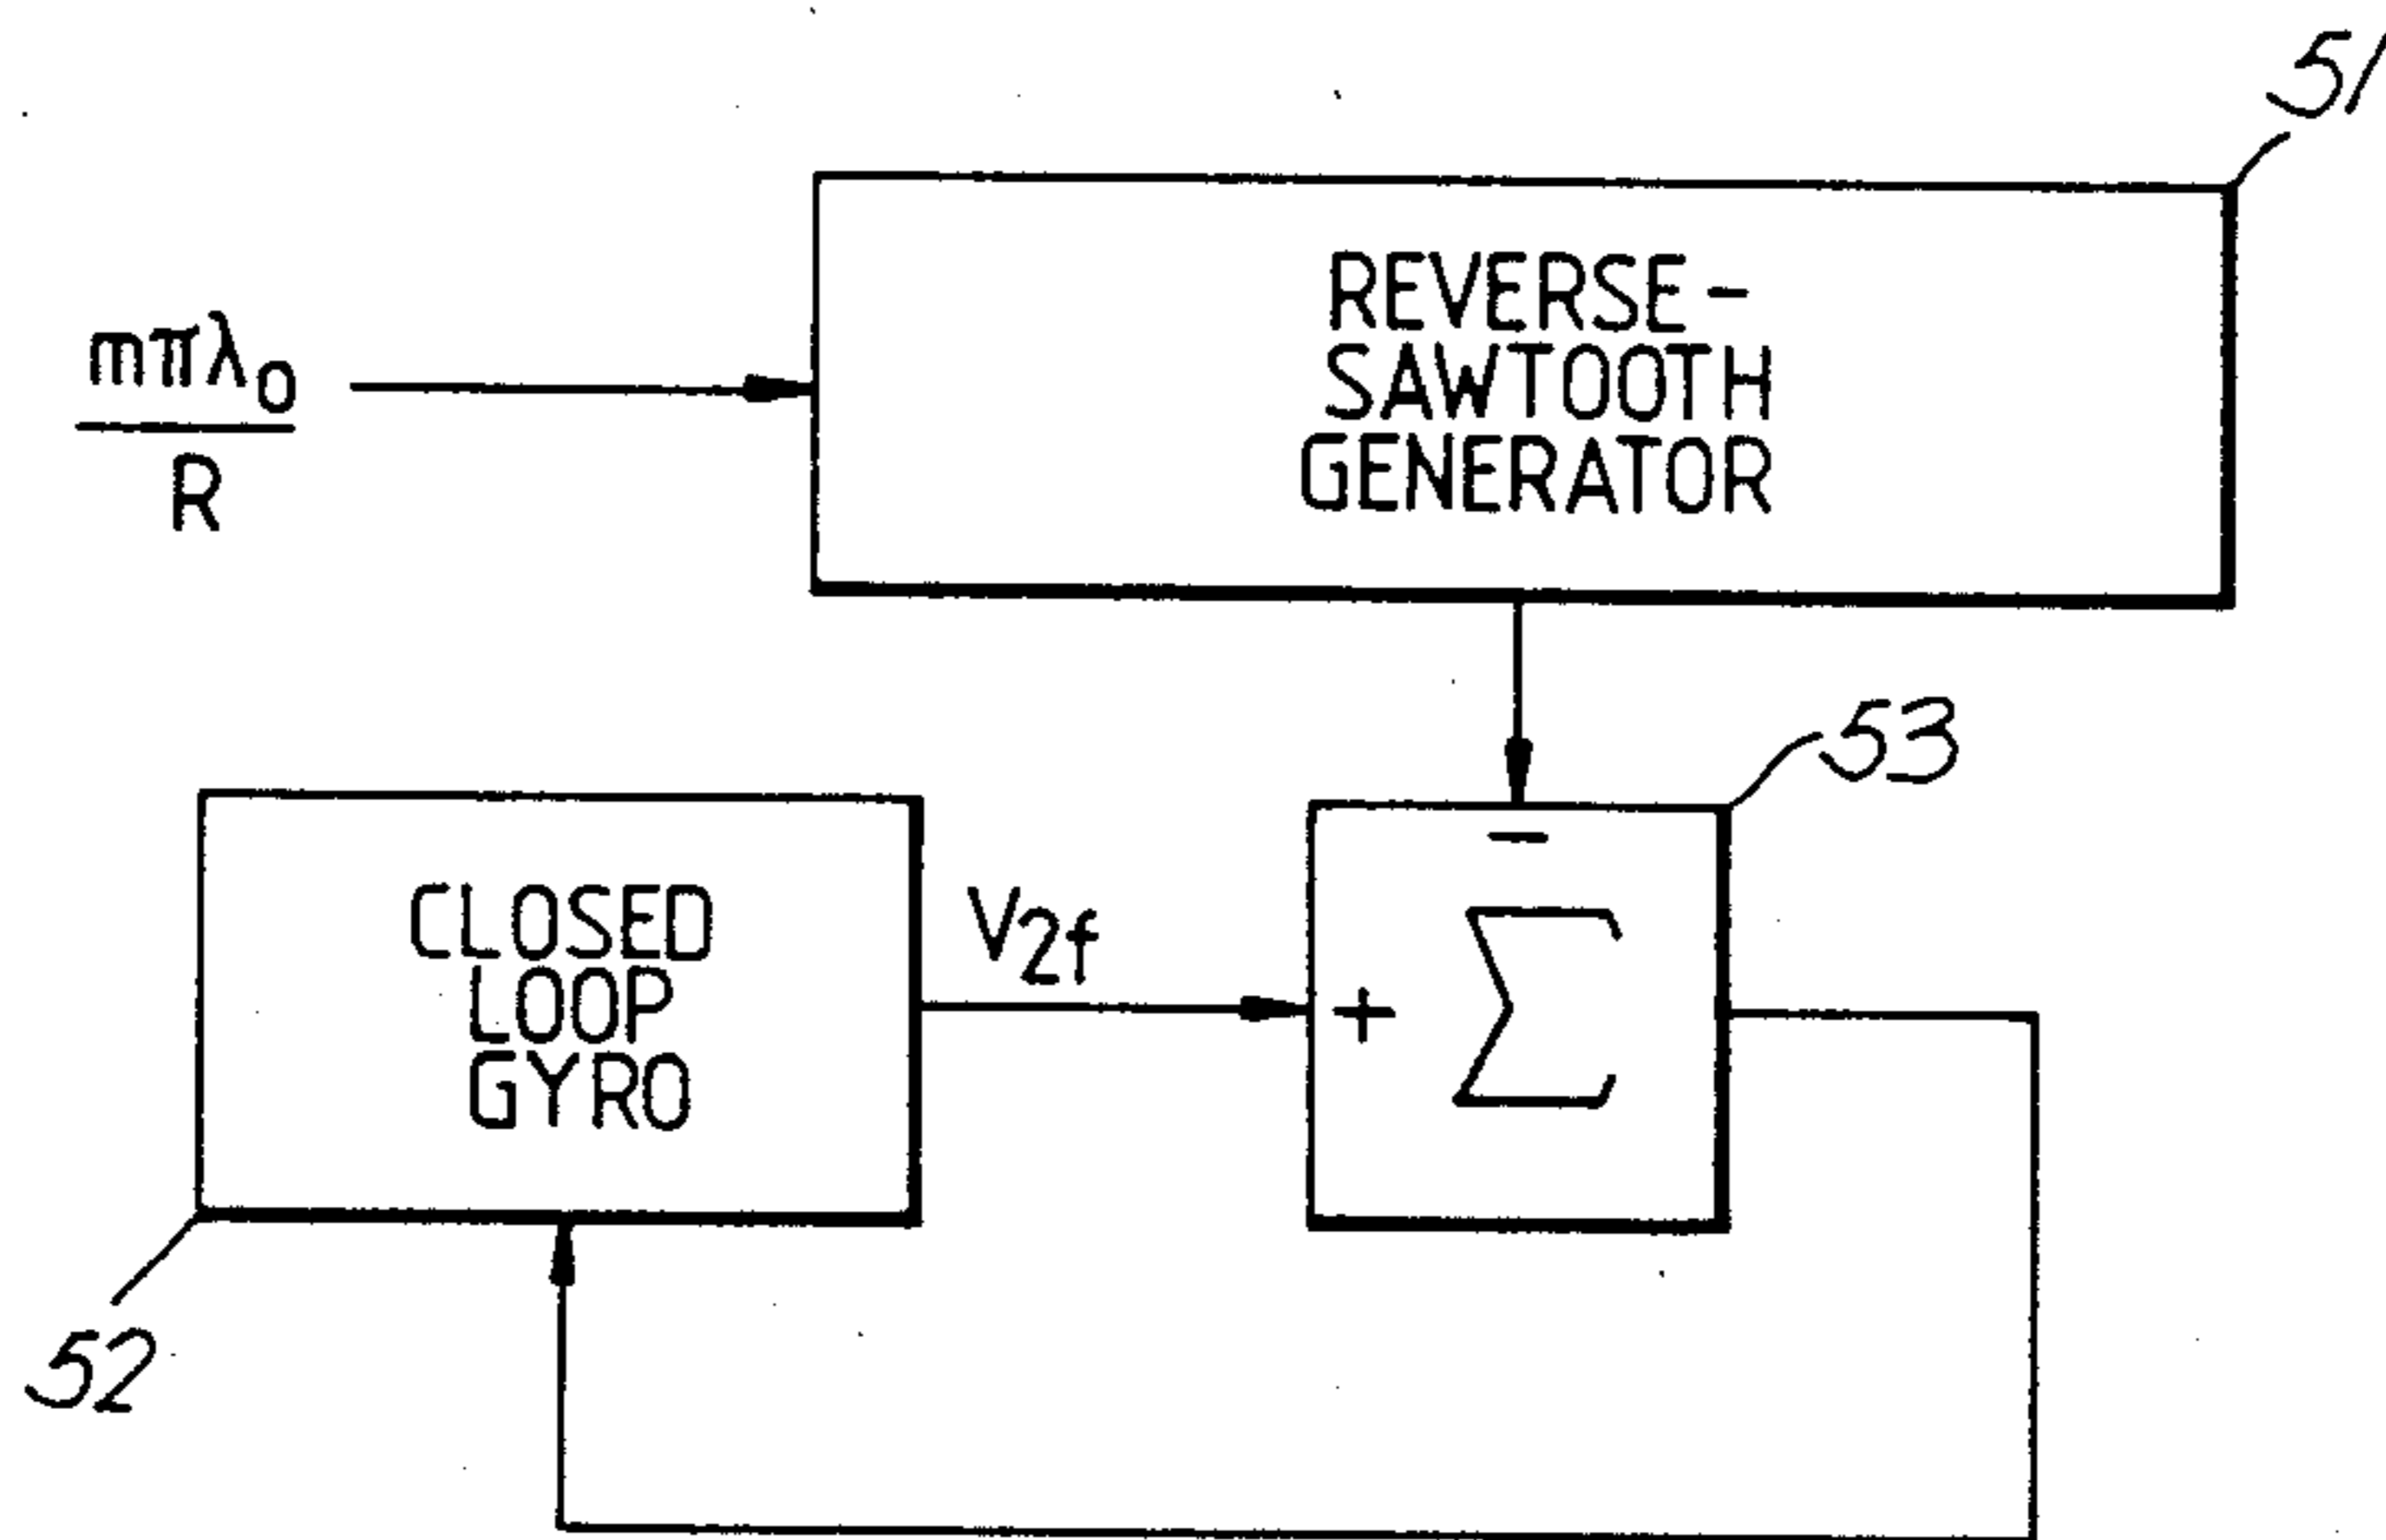 51
REVERSE-
SAWTOOTH
GENERATOR
mπλ₀
R
53
-
CLOSED
LOOP
GYRO
V₂f
+ Σ
52